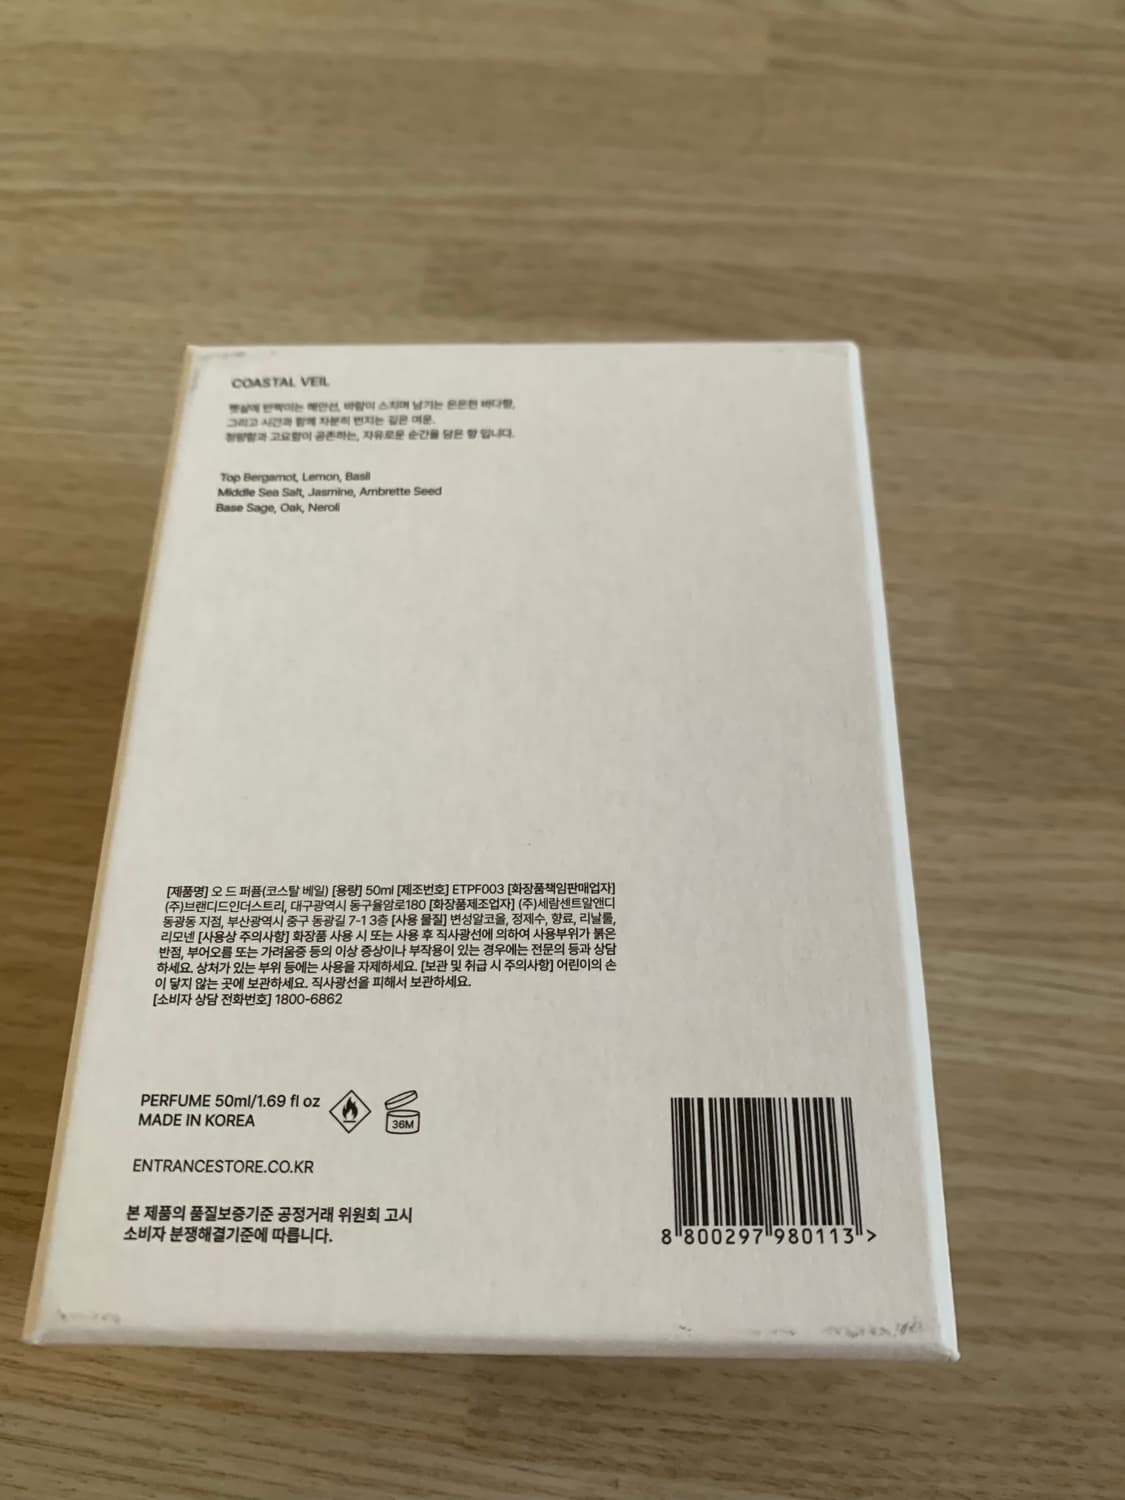 COASTAL VEIL
햇살에 반짝이는 해안선, 바람이 스치며 남기는 은은한 바다향,
그리고 시간과 함께 차분히 번지는 깊은 여운.
청량함과 고요함이 공존하는, 자유로운 순간을 담은 향 입니다.
Top Bergamot, Lemon, Basil
Middle Sea Salt, Jasmine, Ambrette Seed
Base Sage, Oak, Neroli
[제품명] 오 드 퍼퓸(코스탈 베일) [용량] 50ml [제조번호] ETPF003 [화장품책임판매업자]
(주)브랜디드인더스트리, 대구광역시 동구율암로180 [화장품제조업자] (주)세람센트알앤디
동광동 지점, 부산광역시 중구 동광길 7-1 3층 [사용 물질] 변성알코올, 정제수, 향료, 리날룰,
리모넨 [사용상 주의사항] 화장품 사용 시 또는 사용 후 직사광선에 의하여 사용부위가 붉은
반점, 부어오름 또는 가려움증 등의 이상 증상이나 부작용이 있는 경우에는 전문의 등과 상담
하세요. 상처가 있는 부위 등에는 사용을 자제하세요. [보관 및 취급 시 주의사항] 어린이의 손
이 닿지 않는 곳에 보관하세요. 직사광선을 피해서 보관하세요.
[소비자 상담 전화번호] 1800-6862
PERFUME 50ml/1.69 fl oz
MADE IN KOREA
36M
ENTRANCESTORE.CO.KR
본 제품의 품질보증기준 공정거래 위원회 고시
소비자 분쟁해결기준에 따릅니다.
8 800297 980113 >